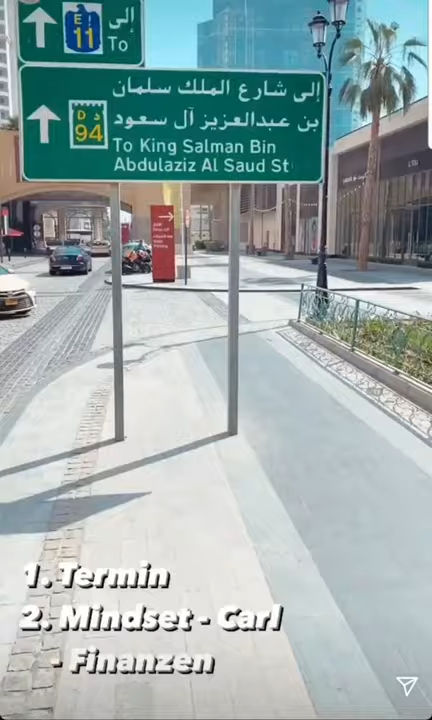 إلى
E
11
To
إلى شارع الملك سلمان
بن عبدالعزيز آل سعود
د D
94
To King Salman Bin
Abdulaziz Al Saud St
1. Termin
2. Mindset - Carl
- Finanzen